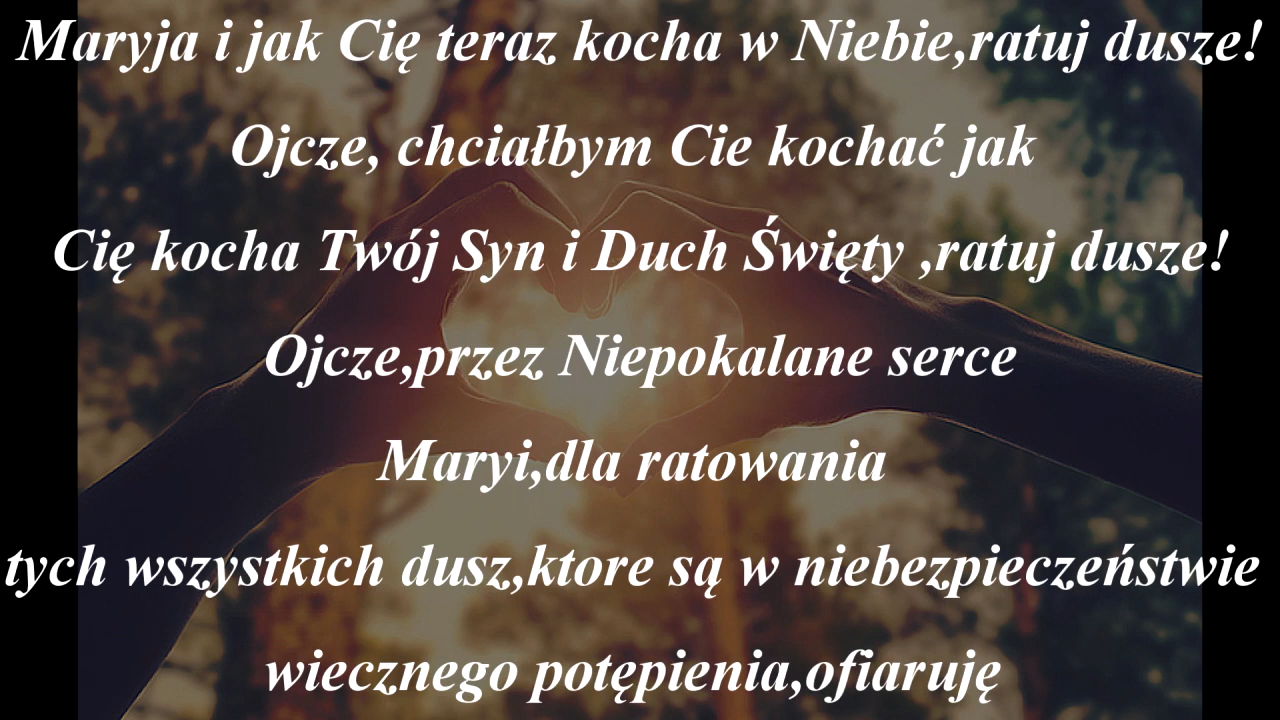 Maryja i jak Cię teraz kocha w Niebie,ratuj dusze!
Ojcze, chciałbym Cie kochać jak
Cię kocha Twój Syn i Duch Święty ,ratuj dusze!
Ojcze,przez Niepokalane serce
Maryi,dla ratowania
tych wszystkich dusz,ktore są w niebezpieczeństwie
wiecznego potępienia,ofiaruję